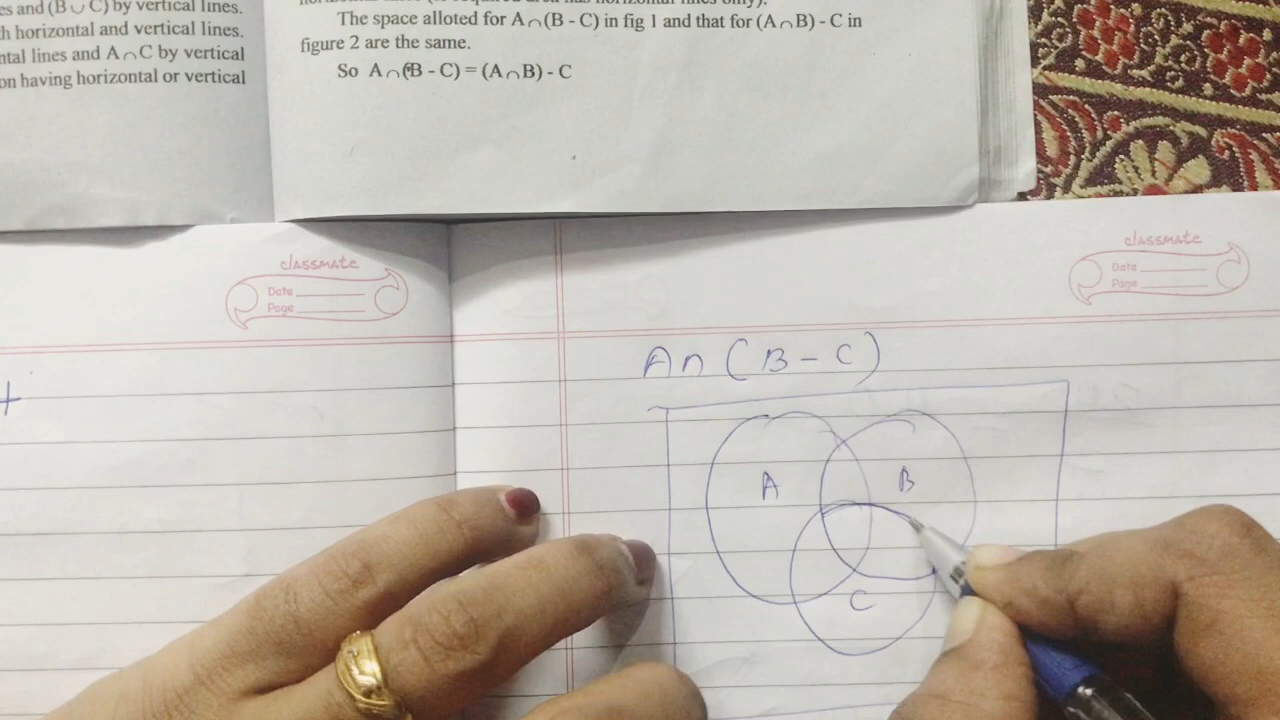 es and (B ∪ C) by vertical lines.
h horizontal and vertical lines.
ntal lines and A∩C by vertical
on having horizontal or vertical
The space alloted for A∩(B - C) in fig 1 and that for (A∩B) - C in
figure 2 are the same.
So A∩(B - C) = (A∩B) - C
classmate
Date
Page
classmate
Date
Page
+
A∩(B-C)
A
B
C